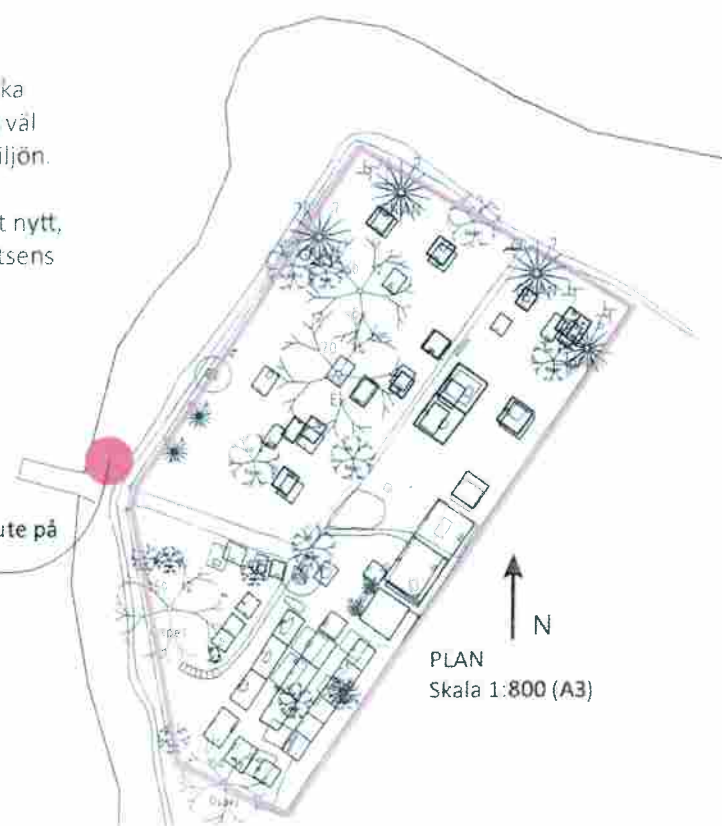 ka
väl
iljön.
t nytt,
tsens
ute på
N
PLAN
Skala 1:800 (A3)